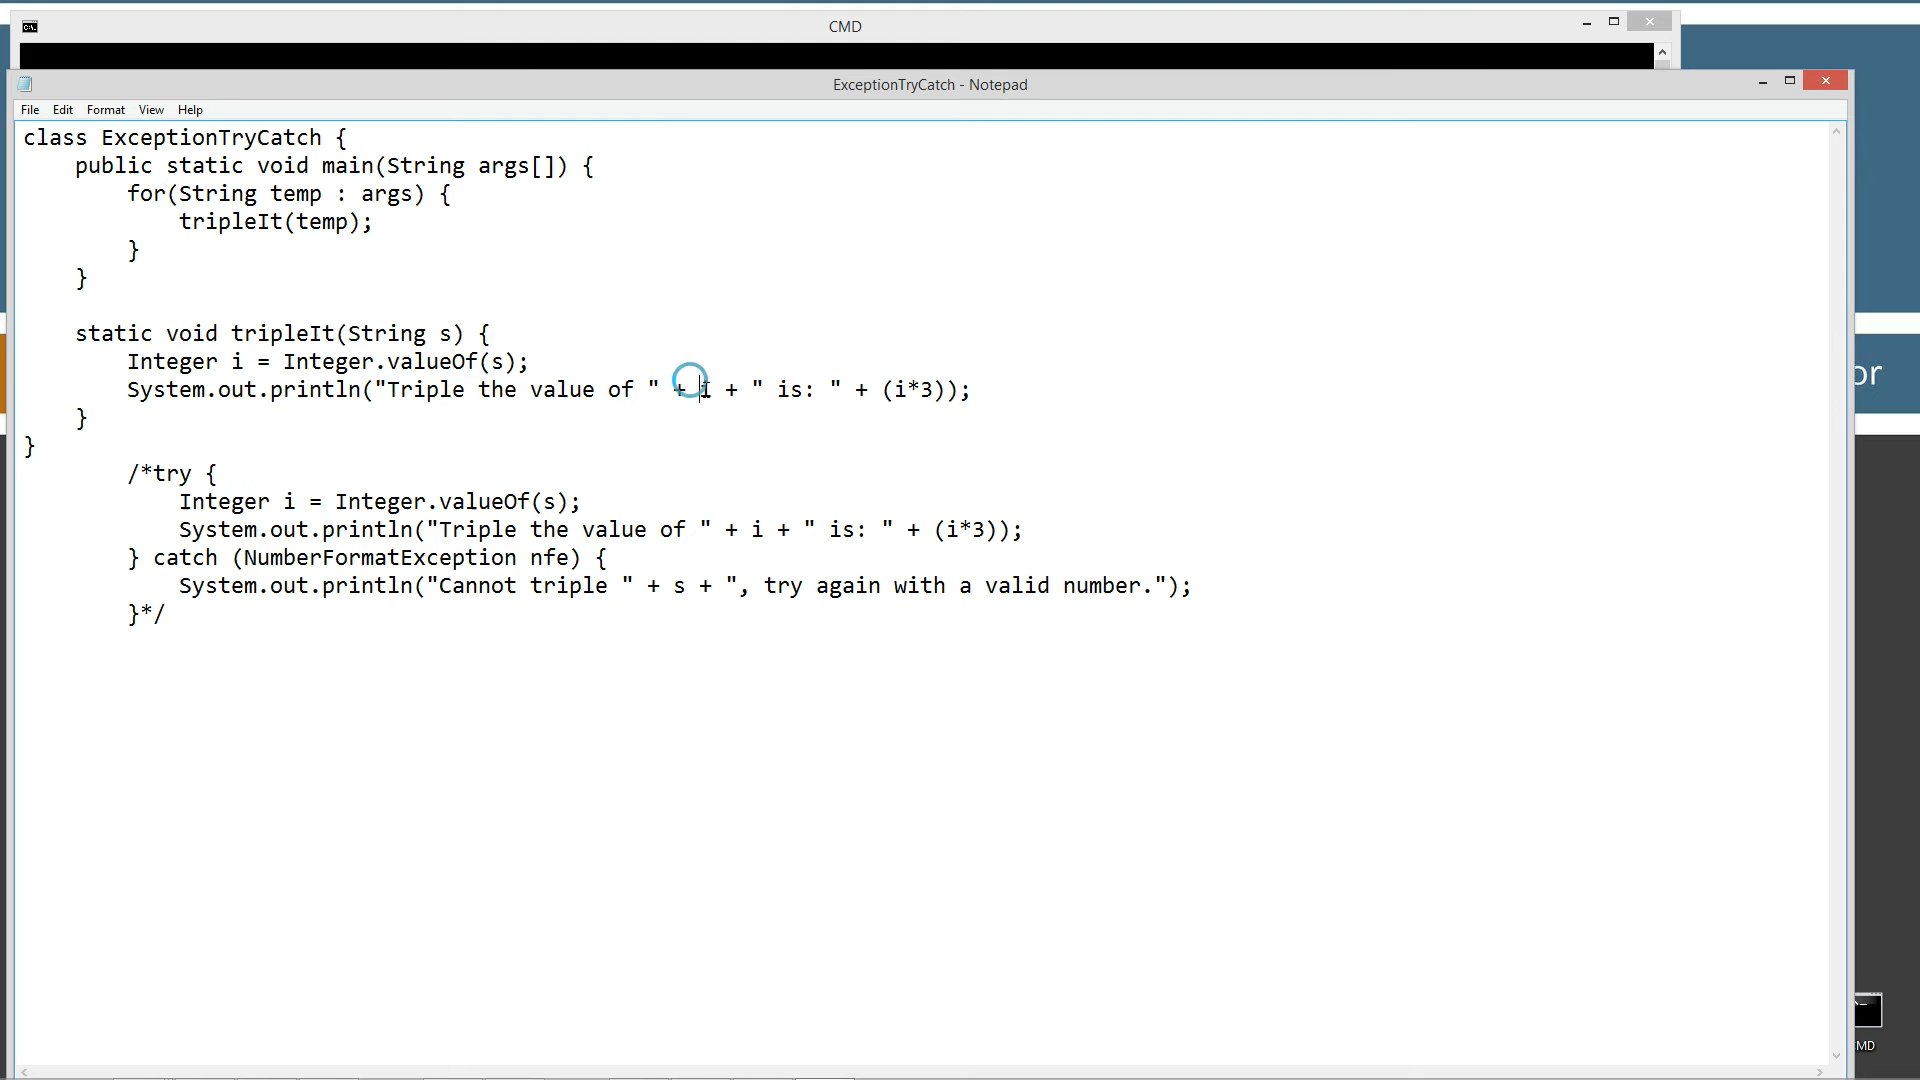 CMD
ExceptionTryCatch - Notepad
File Edit Format View Help
class ExceptionTryCatch {
    public static void main(String args[]) {
        for(String temp : args) {
            tripleIt(temp);
        }
    }

    static void tripleIt(String s) {
        Integer i = Integer.valueOf(s);
        System.out.println("Triple the value of " + i + " is: " + (i*3));
    }
}
        /*try {
            Integer i = Integer.valueOf(s);
            System.out.println("Triple the value of " + i + " is: " + (i*3));
        } catch (NumberFormatException nfe) {
            System.out.println("Cannot triple " + s + ", try again with a valid number.");
        }*/
or
MD